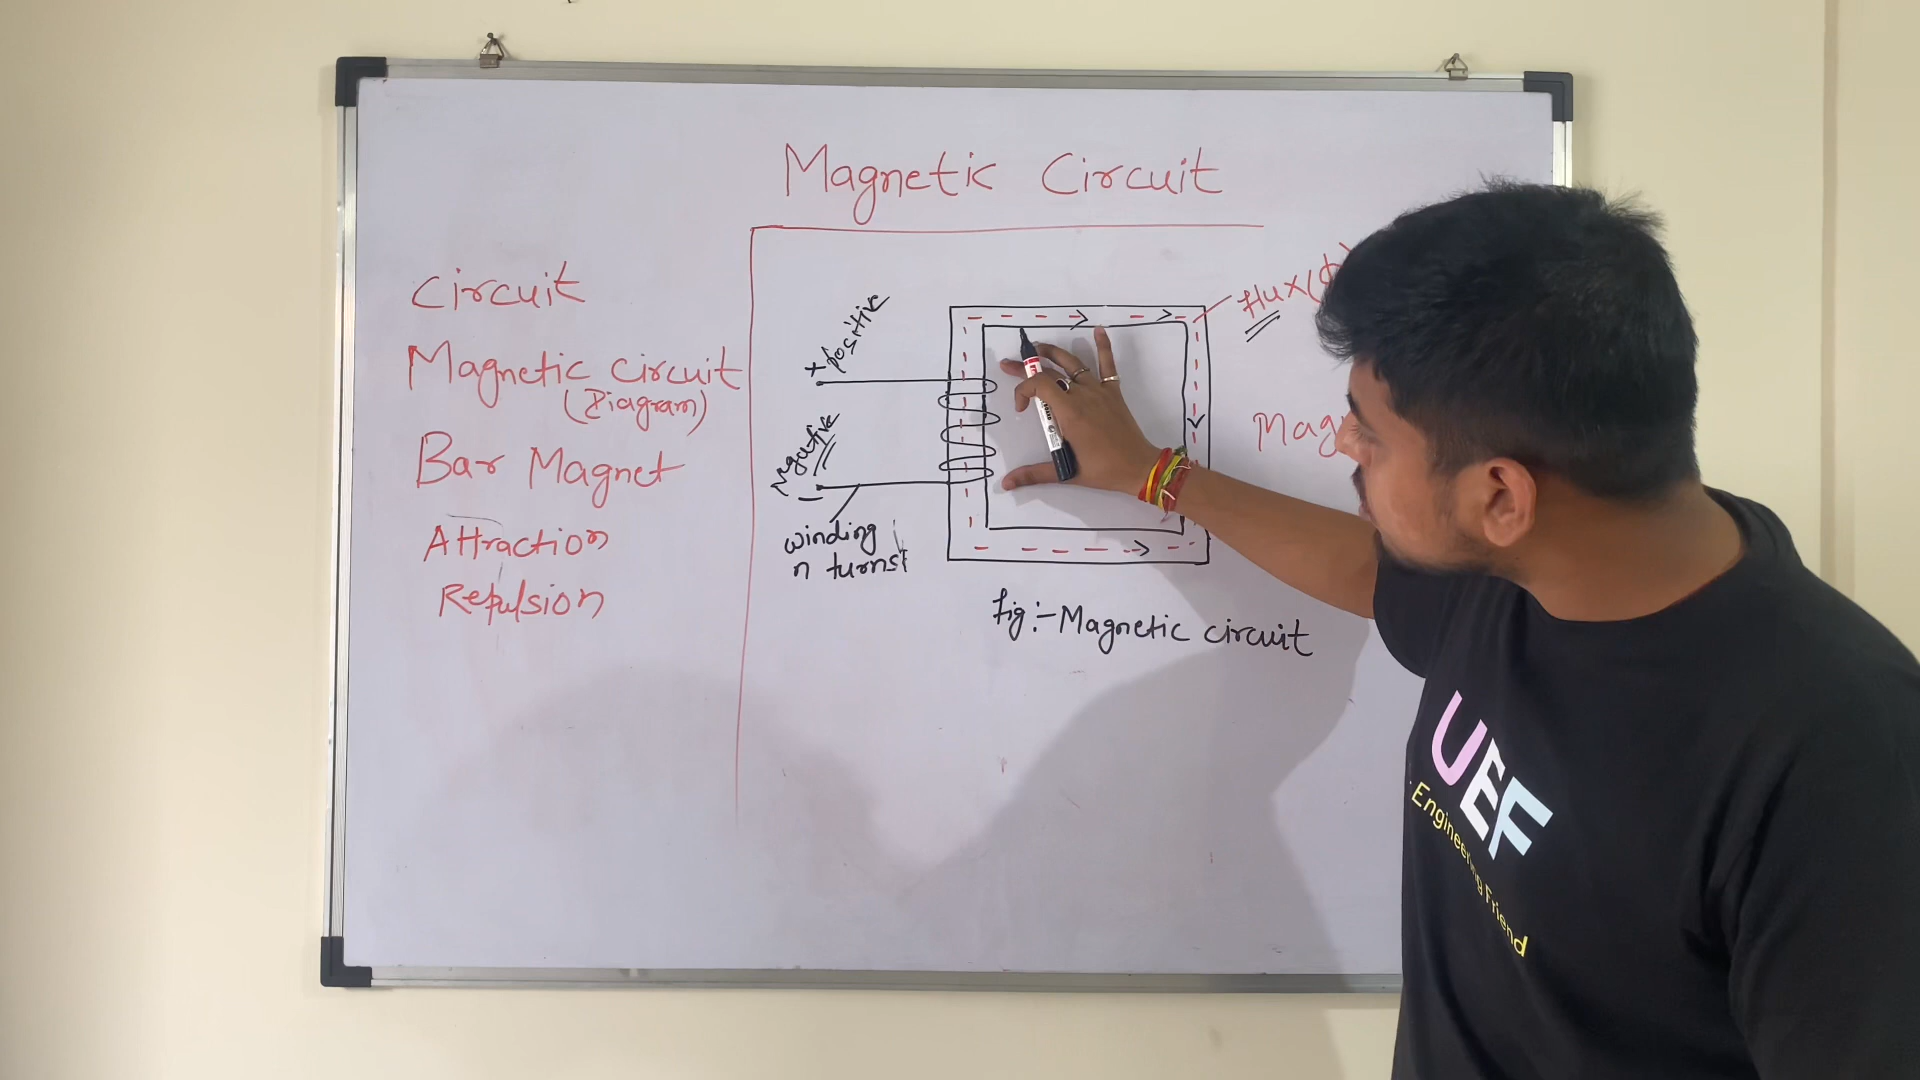 Magnetic Circuit
Circuit
Magnetic circuit
(Diagram)
Bar Magnet
Attraction
Repulsion
+ positive
- Negative
winding
n turns
flux(ϕ
fig:-Magnetic circuit
UEF
Engineering Friend